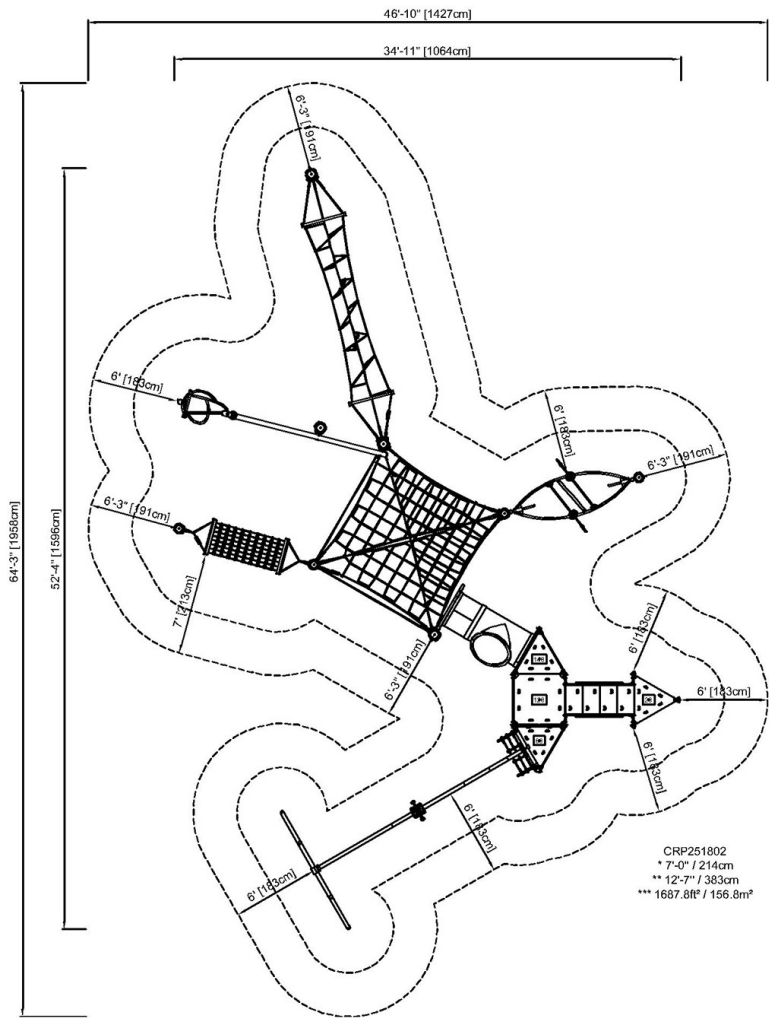 46'-10" [1427cm]
34'-11" [1064cm]
6'-3" [191cm]
6' [183cm]
6' [183cm]
6'-3" [191cm]
6'-3" [191cm]
64'-3" [1958cm]
52'-4" [1596cm]
7' [213cm]
6' [183cm]
6'-3" [191cm]
6' [183cm]
6' [183cm]
6' [183cm]
6' [183cm]
CRP251802
* 7'-0" / 214cm
** 12'-7" / 383cm
*** 1687.8ft² / 156.8m²